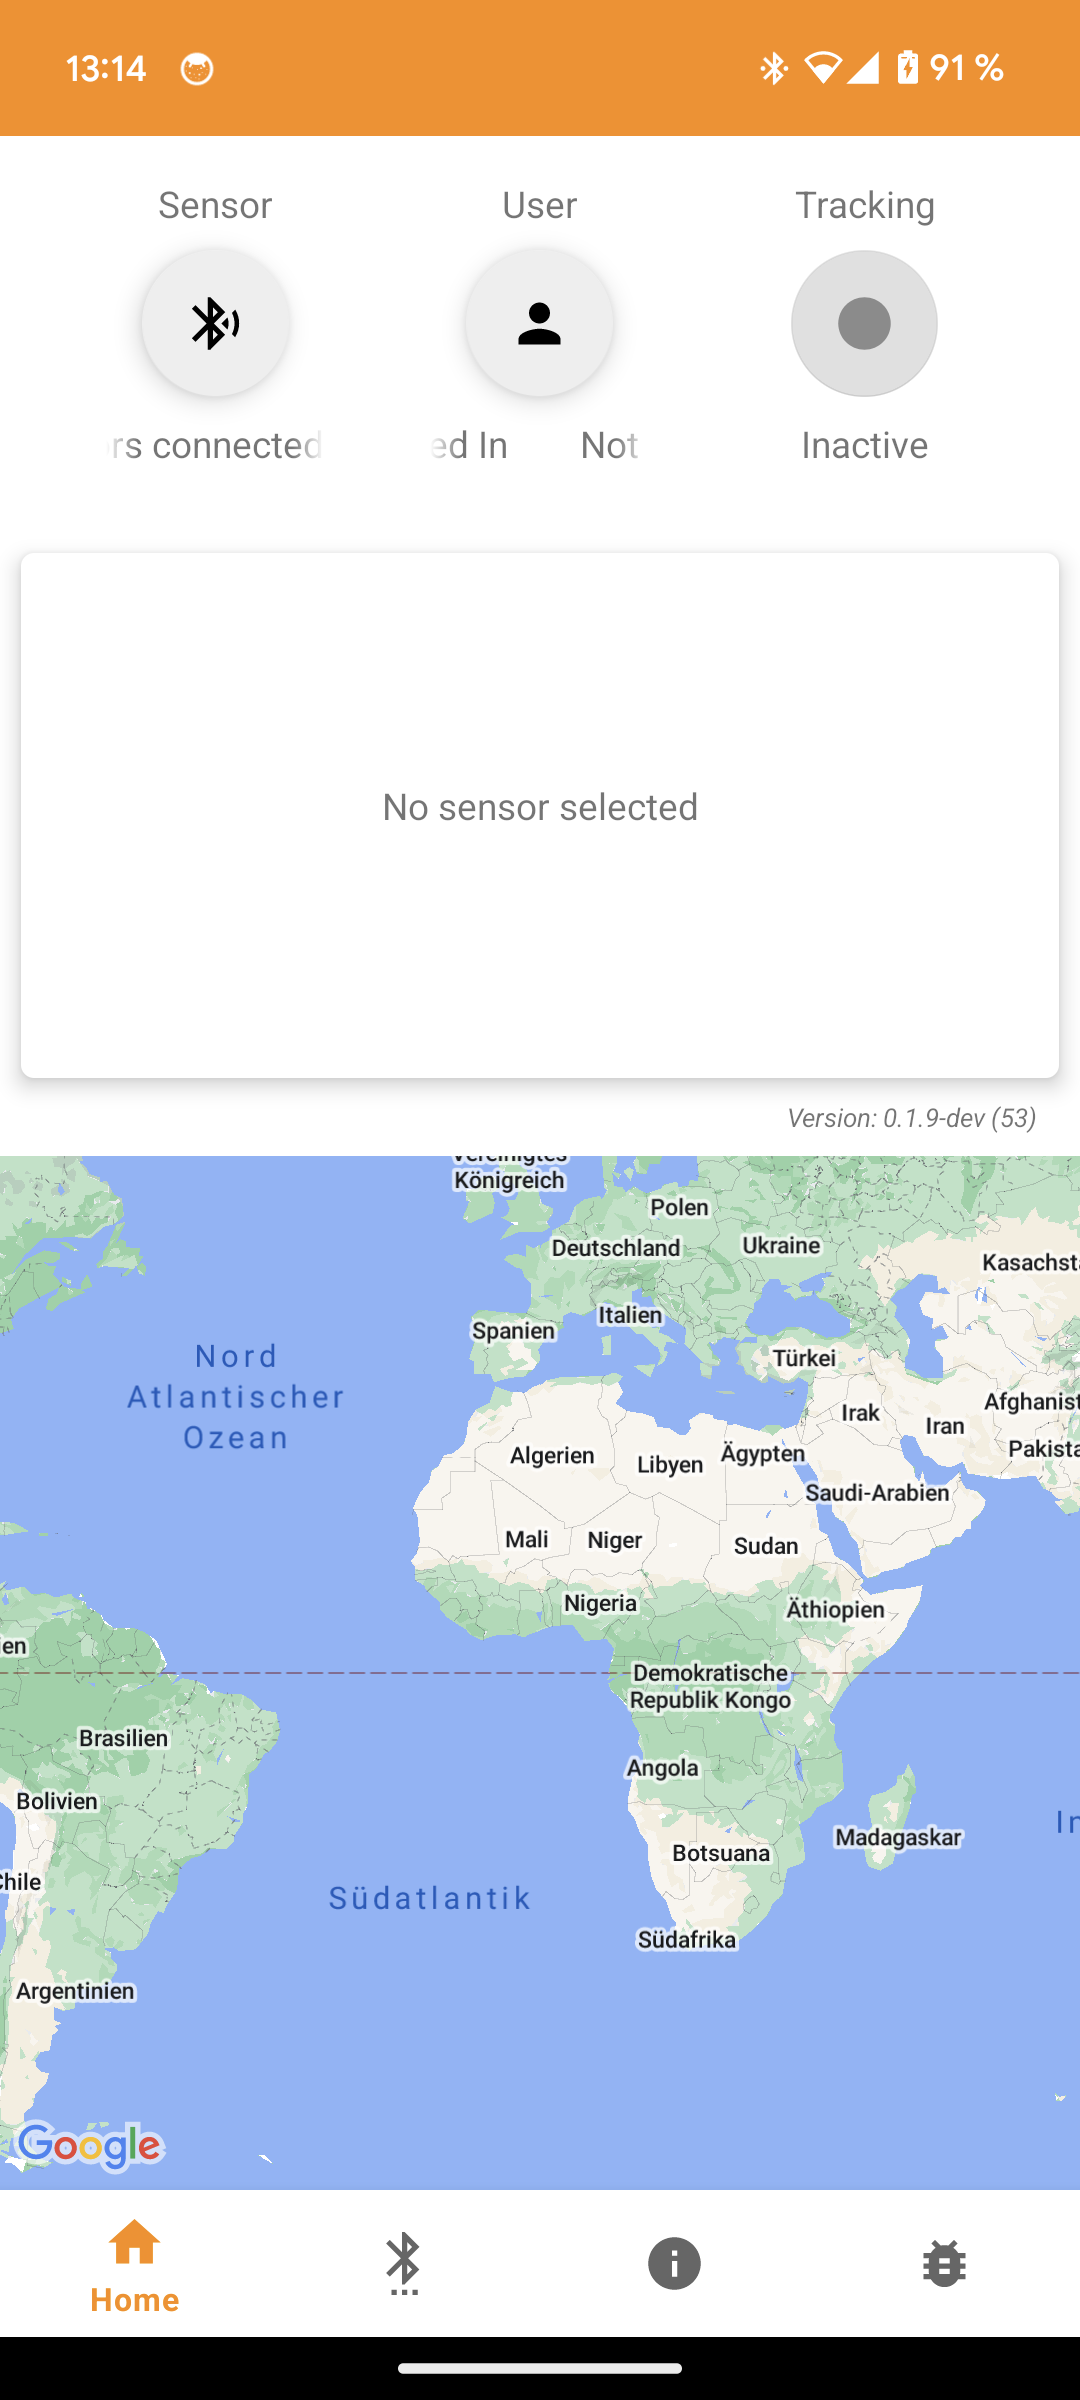 13:14
91 %
Sensor User Tracking
rs connected ed In Not Inactive
No sensor selected
Version: 0.1.9-dev (53)
Vereinigtes
Königreich
Polen
Deutschland
Ukraine
Kasachst
Italien
Spanien
Nord
Atlantischer
Ozean
Türkei
Afghanist
Irak
Iran
Pakista
Algerien
Libyen
Ägypten
Saudi-Arabien
Mali
Niger
Sudan
Nigeria
Äthiopien
ien
Demokratische
Republik Kongo
Brasilien
Angola
Bolivien
In
Madagaskar
Botsuana
Chile
Südatlantik
Südafrika
Argentinien
Google
Home